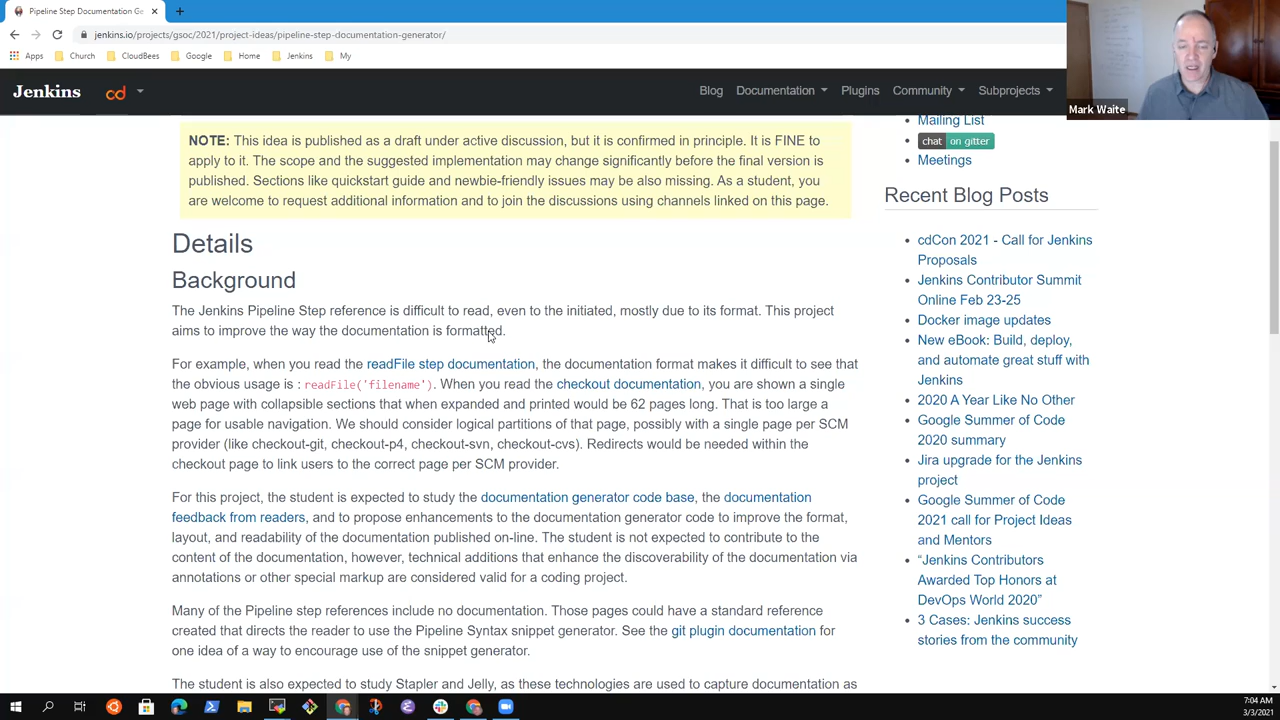 Pipeline Step Documentation Ge
jenkins.io/projects/gsoc/2021/project-ideas/pipeline-step-documentation-generator/
Apps Church CloudBees Google Home Jenkins My
Jenkins cd Blog Documentation Plugins Community Subprojects
Mark Waite
NOTE: This idea is published as a draft under active discussion, but it is confirmed in principle. It is FINE to
apply to it. The scope and the suggested implementation may change significantly before the final version is
published. Sections like quickstart guide and newbie-friendly issues may be also missing. As a student, you
are welcome to request additional information and to join the discussions using channels linked on this page.
Details
Background
The Jenkins Pipeline Step reference is difficult to read, even to the initiated, mostly due to its format. This project
aims to improve the way the documentation is formatted.
For example, when you read the readFile step documentation, the documentation format makes it difficult to see that
the obvious usage is : readFile('filename'). When you read the checkout documentation, you are shown a single
web page with collapsible sections that when expanded and printed would be 62 pages long. That is too large a
page for usable navigation. We should consider logical partitions of that page, possibly with a single page per SCM
provider (like checkout-git, checkout-p4, checkout-svn, checkout-cvs). Redirects would be needed within the
checkout page to link users to the correct page per SCM provider.
For this project, the student is expected to study the documentation generator code base, the documentation
feedback from readers, and to propose enhancements to the documentation generator code to improve the format,
layout, and readability of the documentation published on-line. The student is not expected to contribute to the
content of the documentation, however, technical additions that enhance the discoverability of the documentation via
annotations or other special markup are considered valid for a coding project.
Many of the Pipeline step references include no documentation. Those pages could have a standard reference
created that directs the reader to use the Pipeline Syntax snippet generator. See the git plugin documentation for
one idea of a way to encourage use of the snippet generator.
The student is also expected to study Stapler and Jelly, as these technologies are used to capture documentation as
Mailing List
chat on gitter
Meetings
Recent Blog Posts
cdCon 2021 - Call for Jenkins
Proposals
Jenkins Contributor Summit
Online Feb 23-25
Docker image updates
New eBook: Build, deploy,
and automate great stuff with
Jenkins
2020 A Year Like No Other
Google Summer of Code
2020 summary
Jira upgrade for the Jenkins
project
Google Summer of Code
2021 call for Project Ideas
and Mentors
“Jenkins Contributors
Awarded Top Honors at
DevOps World 2020”
3 Cases: Jenkins success
stories from the community
7:04 AM
3/3/2021